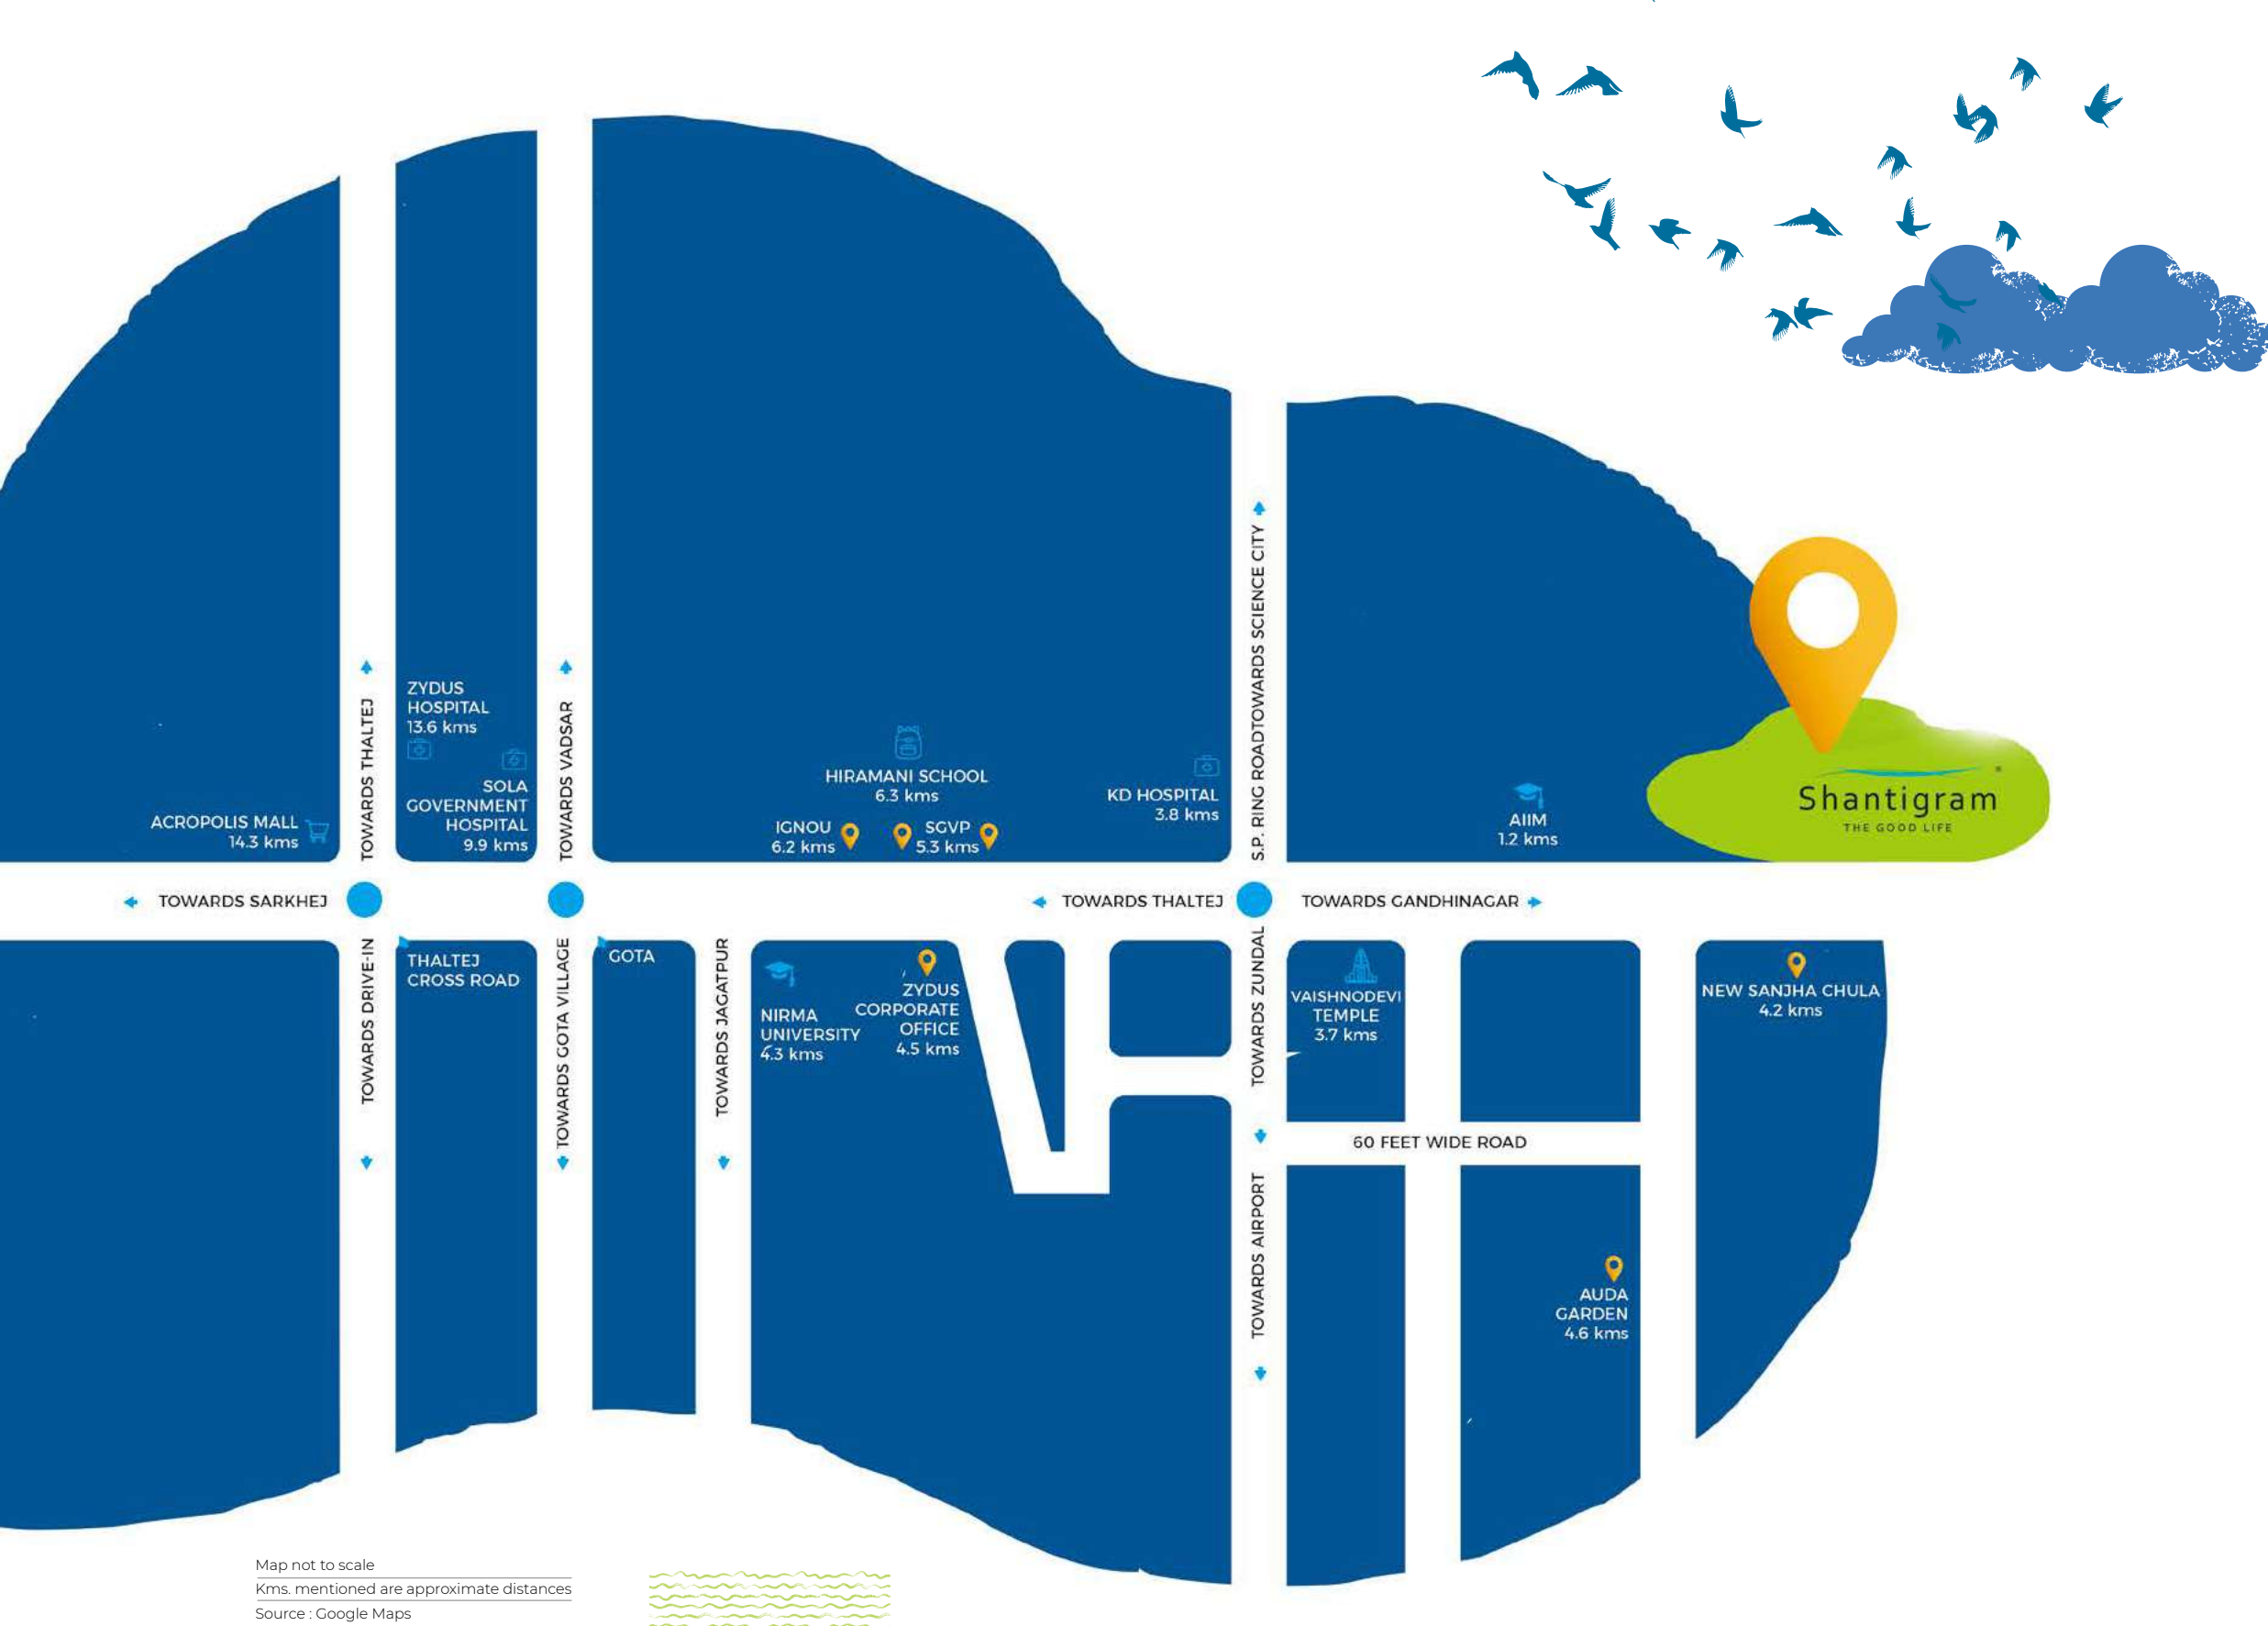 ZYDUS
HOSPITAL
13.6 kms
SOLA
GOVERNMENT
HOSPITAL
9.9 kms
ACROPOLIS MALL
14.3 kms
TOWARDS THALTEJ
TOWARDS VADSAR
HIRAMANI SCHOOL
6.3 kms
IGNOU
6.2 kms
SGVP
5.3 kms
KD HOSPITAL
3.8 kms
S.P. RING ROADTOWARDS SCIENCE CITY
AIIM
1.2 kms
Shantigram
THE GOOD LIFE
TOWARDS SARKHEJ
TOWARDS THALTEJ
TOWARDS GANDHINAGAR
TOWARDS DRIVE-IN
THALTEJ
CROSS ROAD
TOWARDS GOTA VILLAGE
GOTA
TOWARDS JAGATPUR
NIRMA
UNIVERSITY
4.3 kms
ZYDUS
CORPORATE
OFFICE
4.5 kms
TOWARDS ZUNDAL
VAISHNODEVI
TEMPLE
3.7 kms
NEW SANJHA CHULA
4.2 kms
60 FEET WIDE ROAD
TOWARDS AIRPORT
AUDA
GARDEN
4.6 kms
Map not to scale
Kms. mentioned are approximate distances
Source : Google Maps